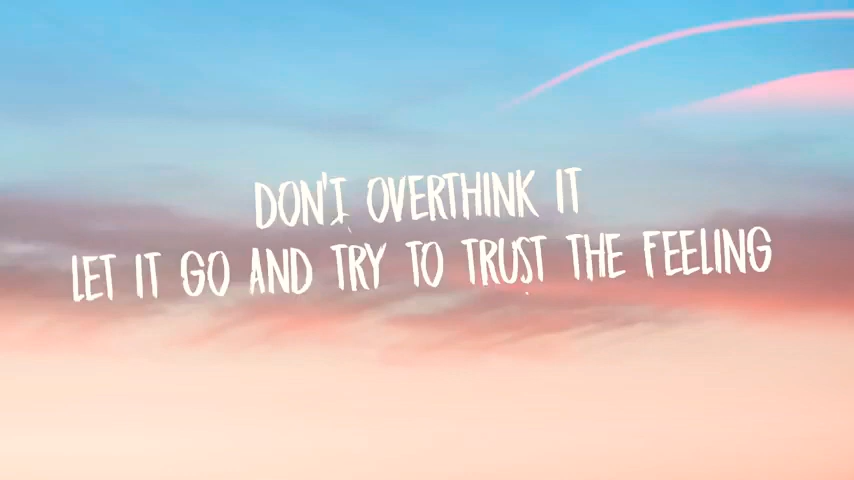 DON'T OVERTHINK IT
LET IT GO AND TRY TO TRUST THE FEELING